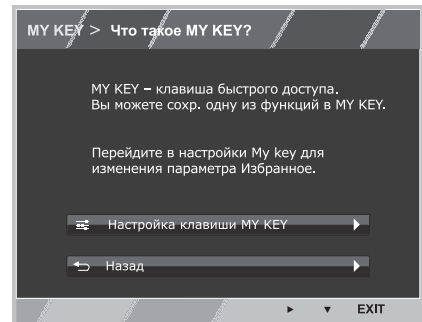 MY KEY > Что такое MY KEY?
MY KEY – клавиша быстрого доступа.
Вы можете сохр. одну из функций в MY KEY.
Перейдите в настройки My key для
изменения параметра Избранное.
Настройка клавиши MY KEY
Назад
EXIT